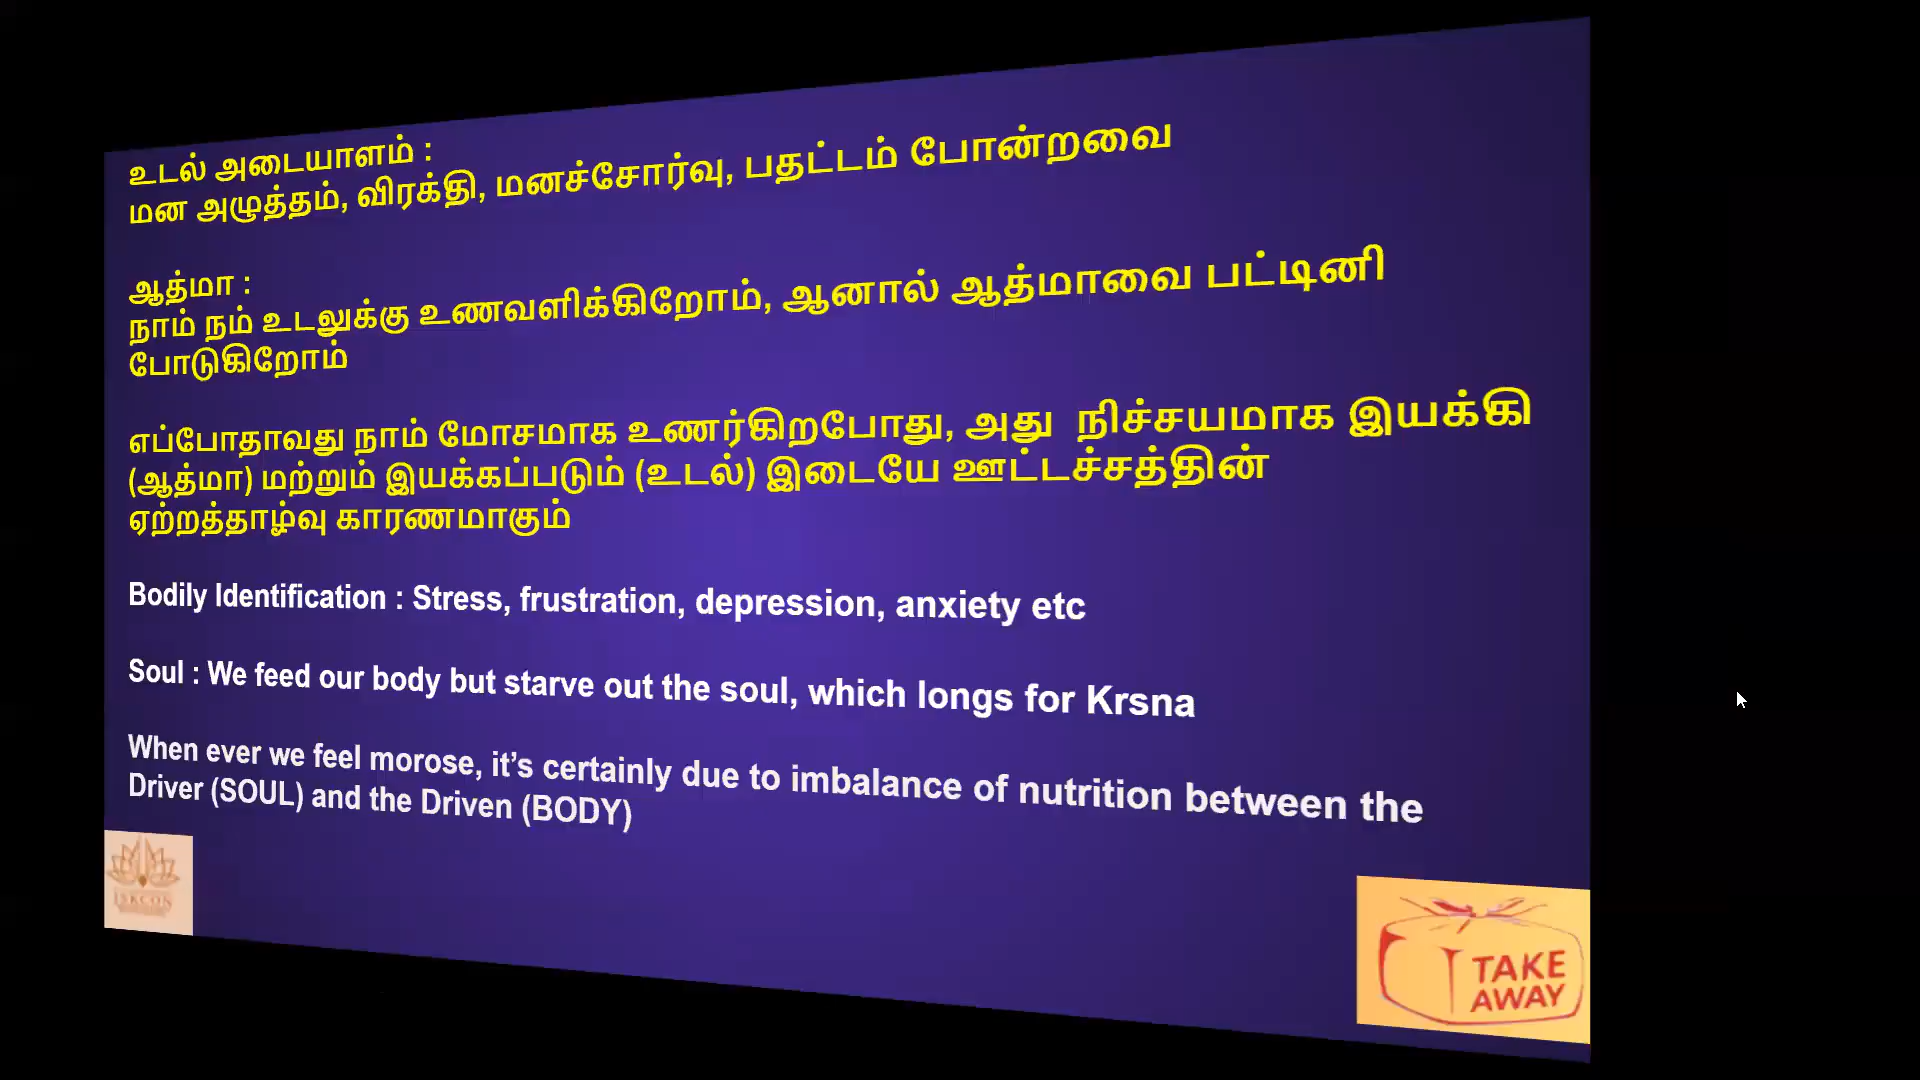 உடல் அடையாளம் :
மன அழுத்தம், விரக்தி, மனச்சோர்வு, பதட்டம் போன்றவை
ஆத்மா :
நாம் நம் உடலுக்கு உணவளிக்கிறோம், ஆனால் ஆத்மாவை பட்டினி
போடுகிறோம்
எப்போதாவது நாம் மோசமாக உணர்கிறபோது, அது நிச்சயமாக இயக்கி
(ஆத்மா) மற்றும் இயக்கப்படும் (உடல்) இடையே ஊட்டச்சத்தின்
ஏற்றத்தாழ்வு காரணமாகும்
Bodily Identification : Stress, frustration, depression, anxiety etc
Soul : We feed our body but starve out the soul, which longs for Krsna
When ever we feel morose, it's certainly due to imbalance of nutrition between the
Driver (SOUL) and the Driven (BODY)
ISKCON
TAKE
AWAY